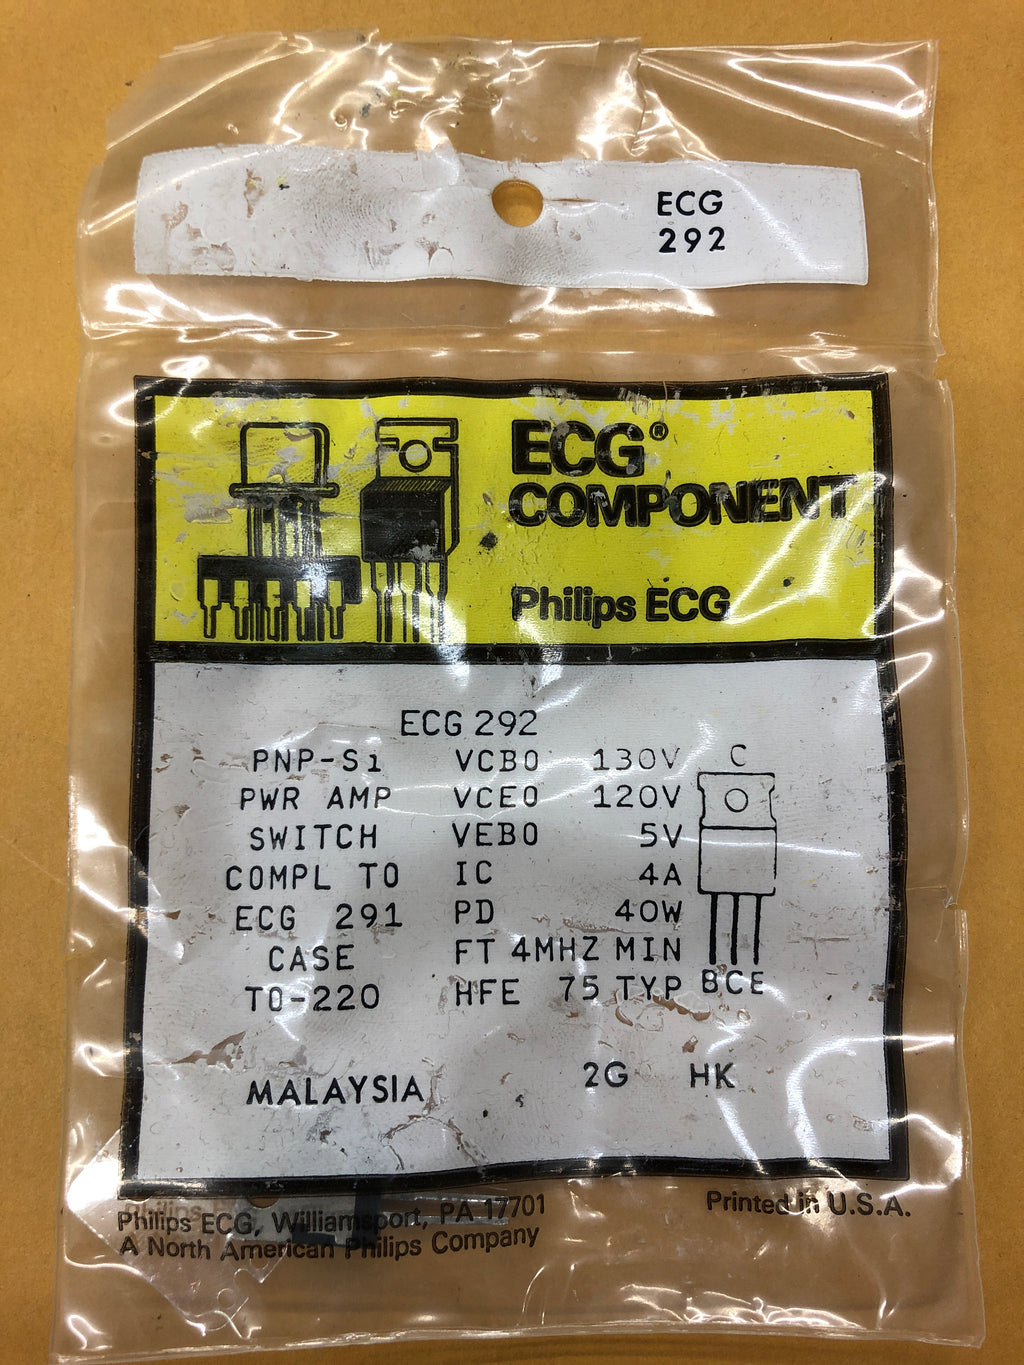 ECG
292
ECG®
COMPONENT
Philips ECG
ECG 292
PNP-Si VCBO 130V C
PWR AMP VCEO 120V
SWITCH VEBO 5V
COMPL TO IC 4A
ECG 291 PD 40W
CASE FT 4MHZ MIN
TO-220 HFE 75 TYP BCE
MALAYSIA 2G HK
Philips ECG, Williamsport, PA 17701 Printed in U.S.A.
A North American Philips Company